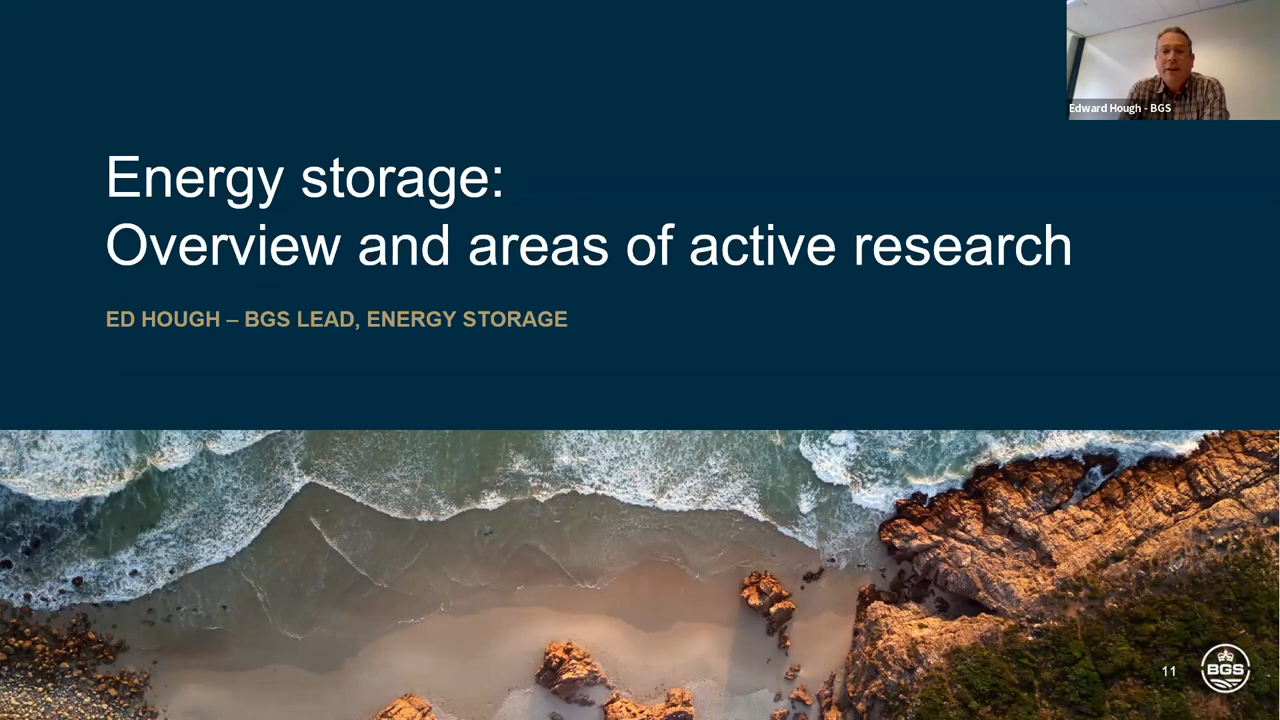 Edward Hough - BGS
Energy storage:
Overview and areas of active research
ED HOUGH – BGS LEAD, ENERGY STORAGE
11
BGS